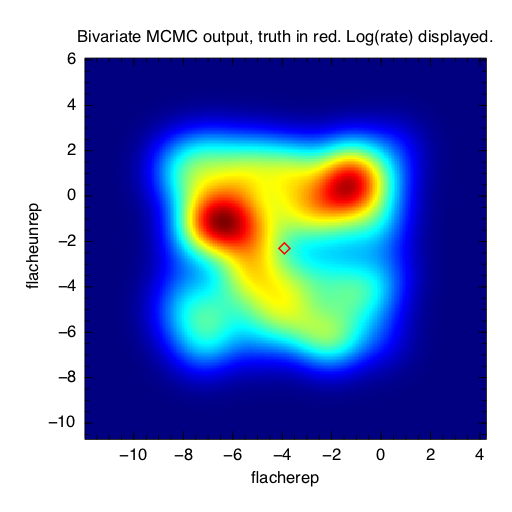 Bivariate MCMC output, truth in red. Log(rate) displayed.
6
4
2
0
−2
−4
−6
−8
−10
flacheunrep
−10 −8 −6 −4 −2 0 2 4
flacherep